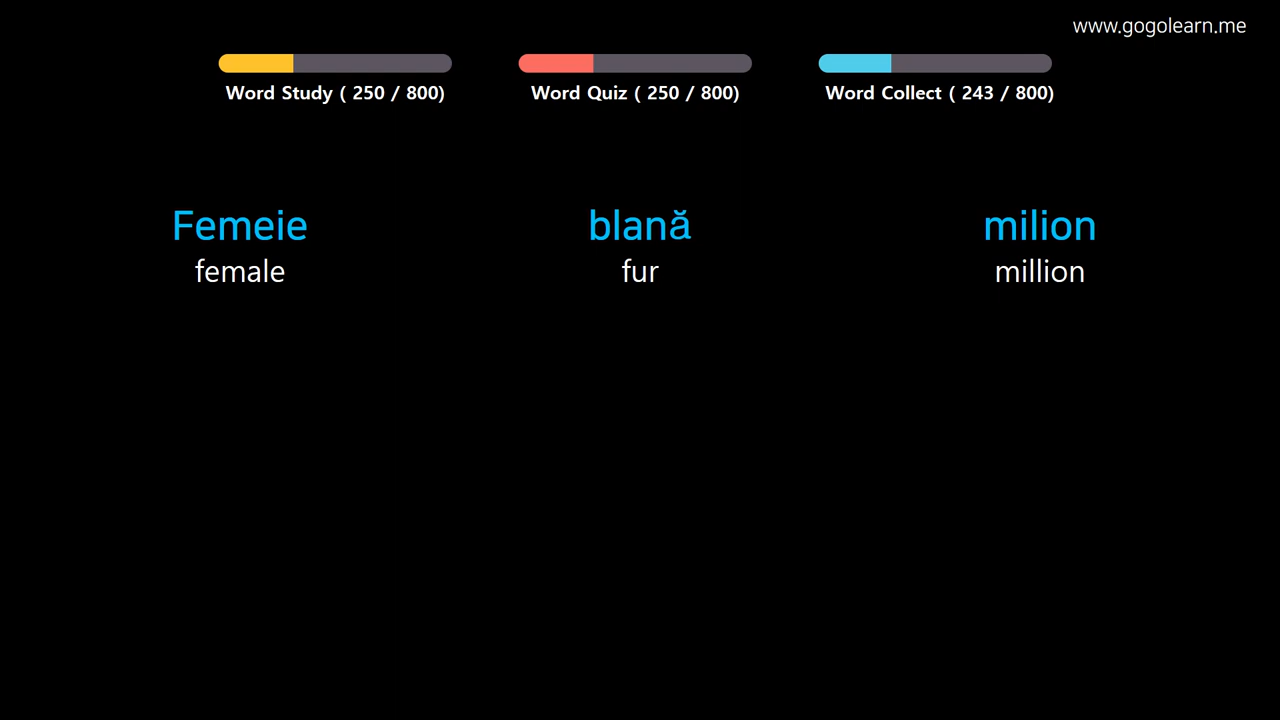 www.gogolearn.me
Word Study ( 250 / 800)
Word Quiz ( 250 / 800)
Word Collect ( 243 / 800)
Femeie
female
blană
fur
milion
million